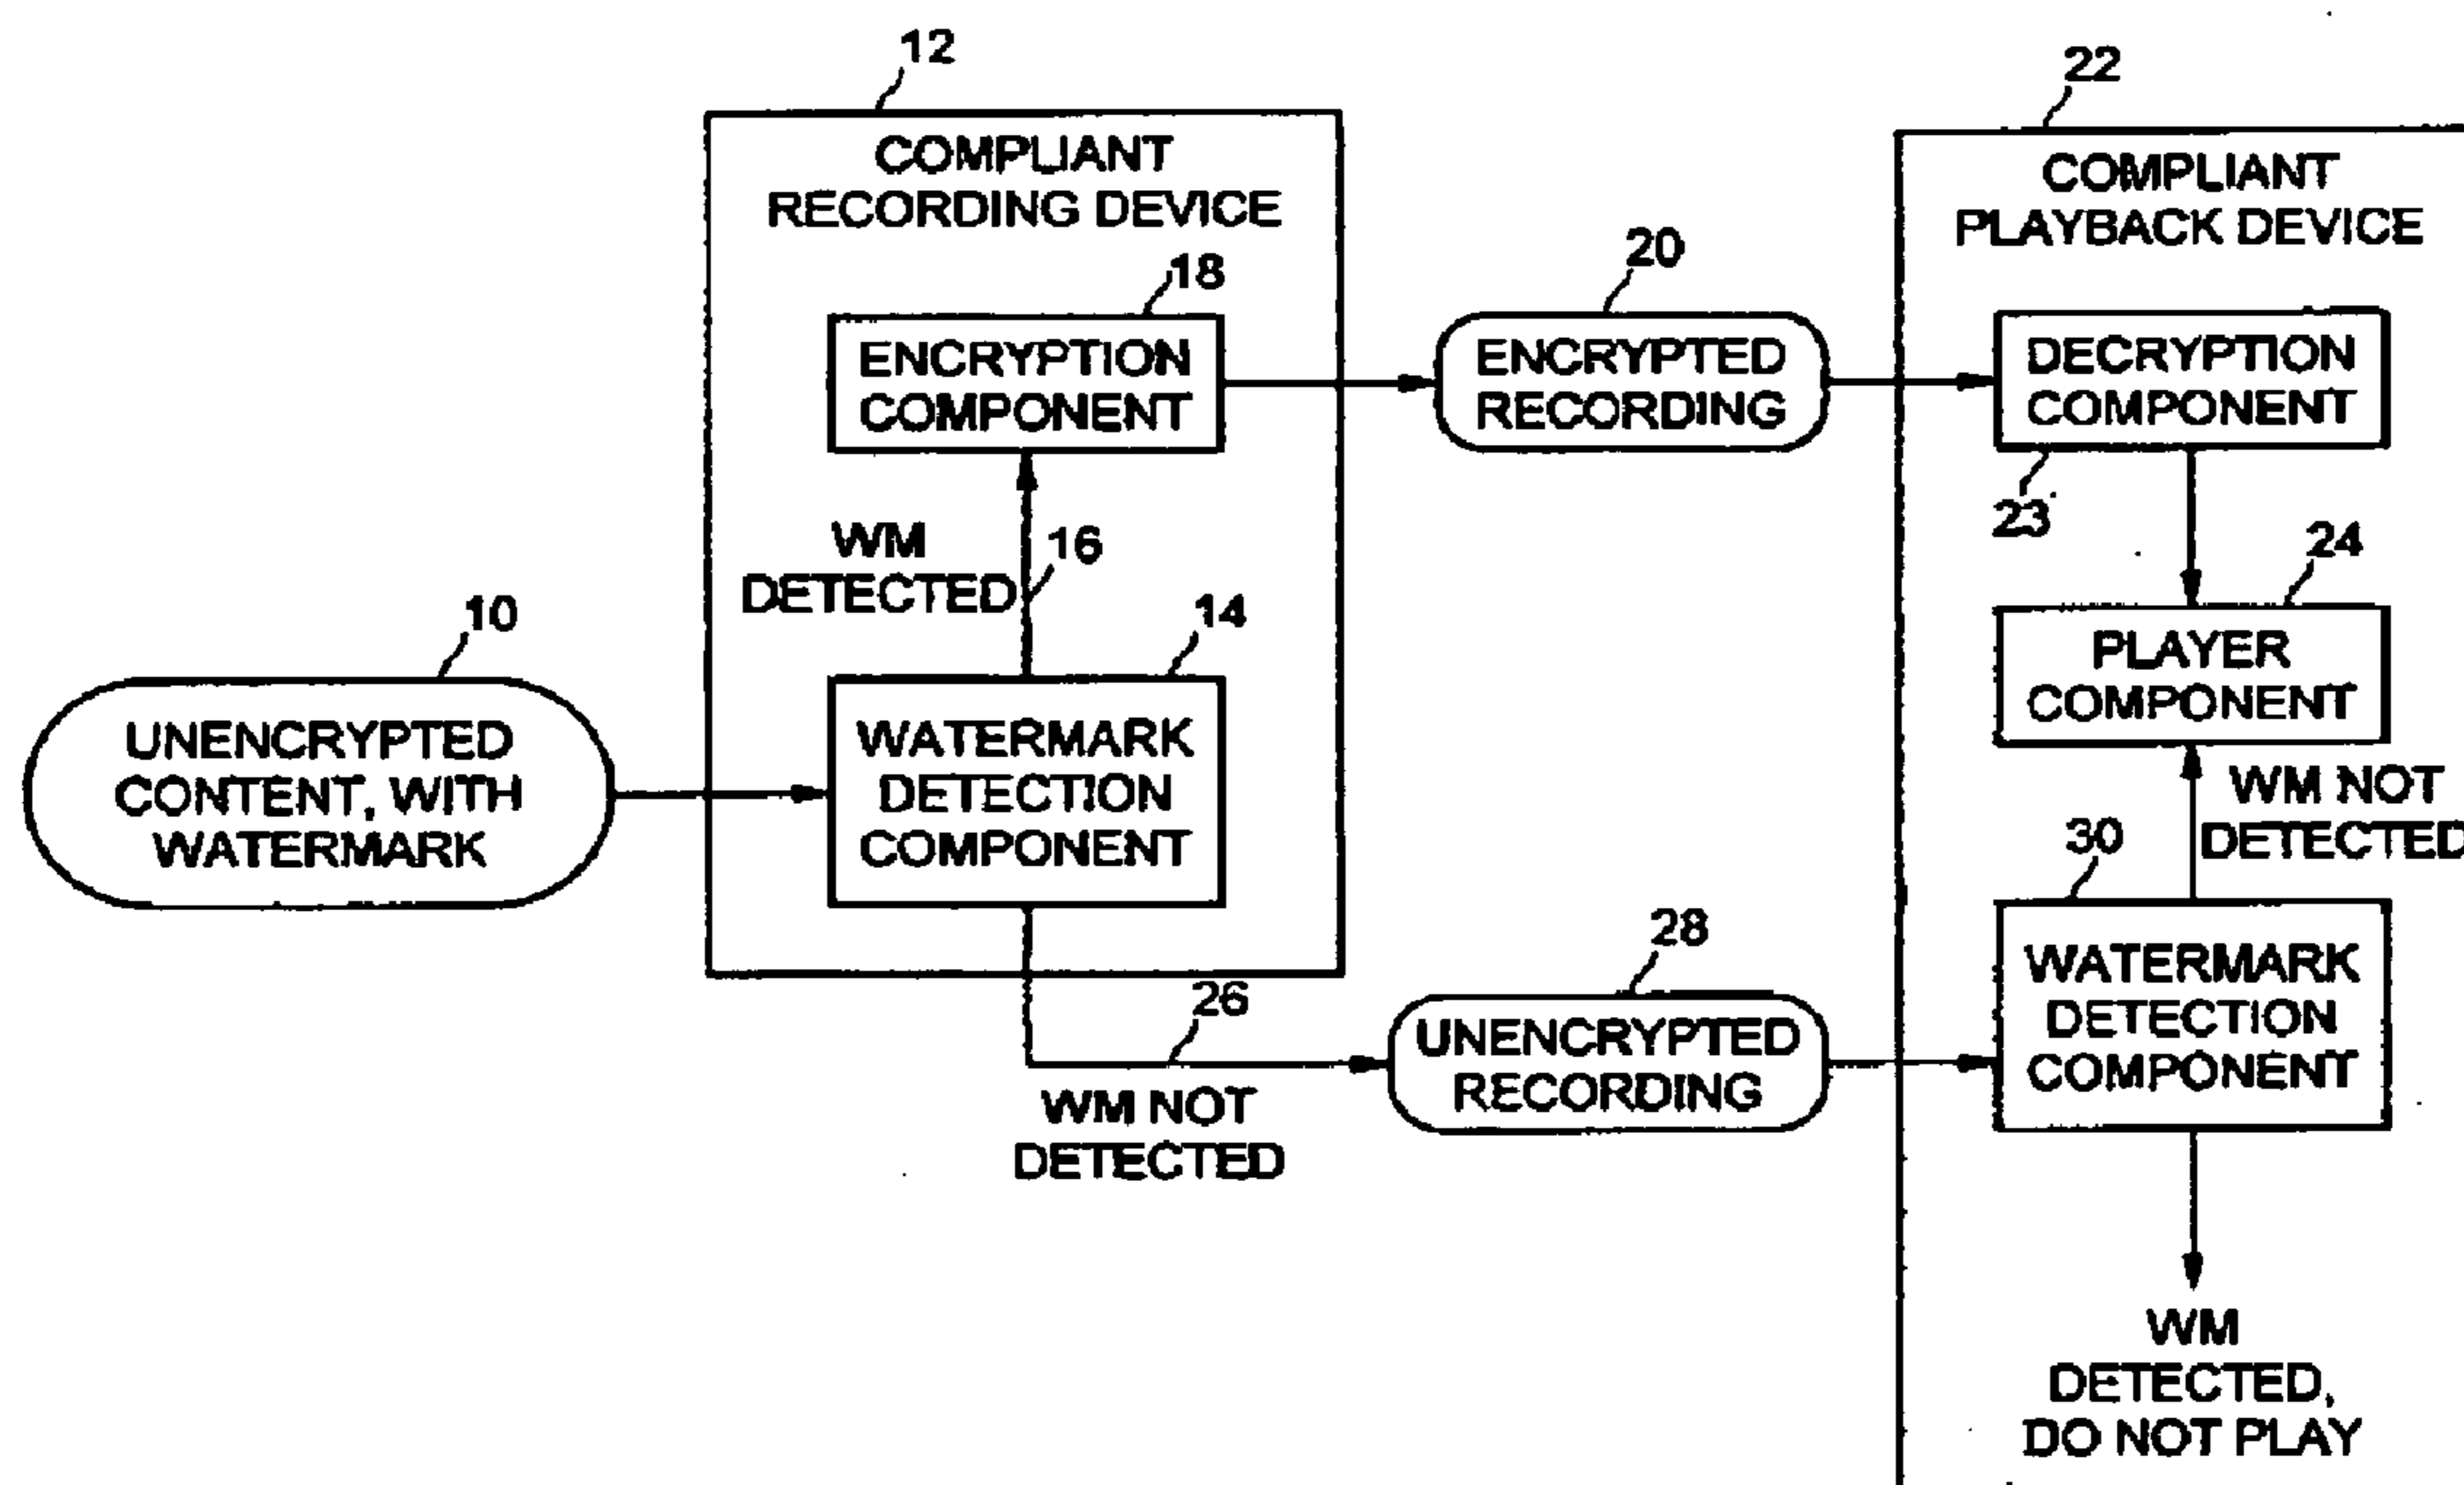 12
COMPLIANT
RECORDING DEVICE
18
ENCRYPTION
COMPONENT
WM
DETECTED
16
14
WATERMARK
DETECTION
COMPONENT
10
UNENCRYPTED
CONTENT, WITH
WATERMARK
20
ENCRYPTED
RECORDING
26
WM NOT
DETECTED
28
UNENCRYPTED
RECORDING
22
COMPLIANT
PLAYBACK DEVICE
DECRYPTION
COMPONENT
23
24
PLAYER
COMPONENT
WM NOT
DETECTED
30
WATERMARK
DETECTION
COMPONENT
WM
DETECTED,
DO NOT PLAY